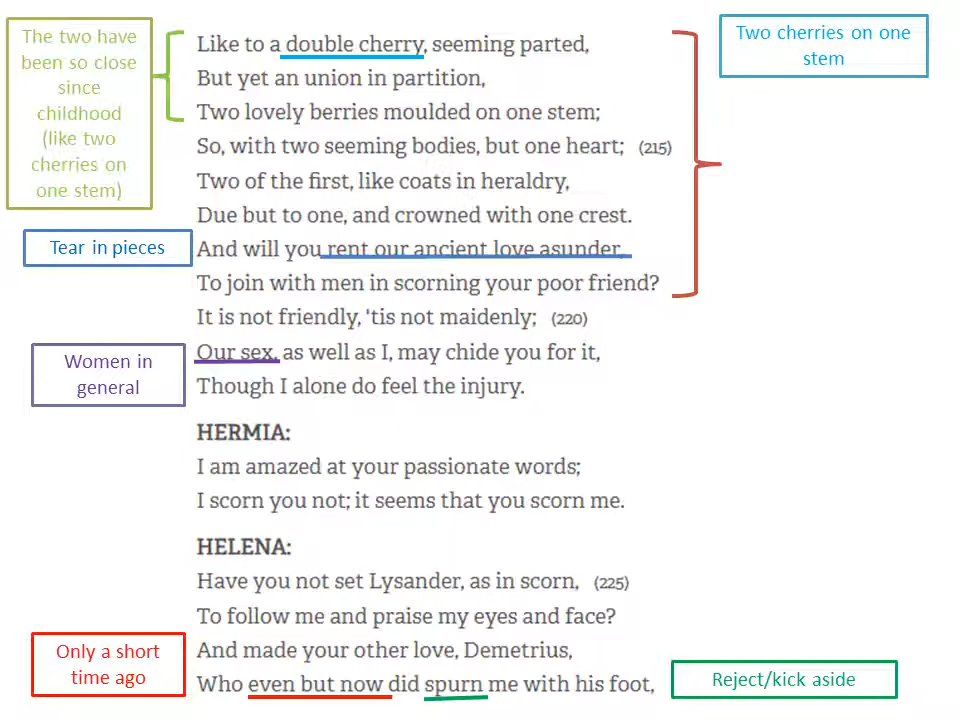 The two have
been so close
since
childhood
(like two
cherries on
one stem)
Like to a double cherry, seeming parted,
But yet an union in partition,
Two lovely berries moulded on one stem;
So, with two seeming bodies, but one heart; (215)
Two of the first, like coats in heraldry,
Due but to one, and crowned with one crest.
And will you rent our ancient love asunder,
To join with men in scorning your poor friend?
It is not friendly, 'tis not maidenly; (220)
Our sex, as well as I, may chide you for it,
Though I alone do feel the injury.
Two cherries on one
stem
Tear in pieces
Women in
general
HERMIA:
I am amazed at your passionate words;
I scorn you not; it seems that you scorn me.
HELENA:
Have you not set Lysander, as in scorn, (225)
To follow me and praise my eyes and face?
And made your other love, Demetrius,
Who even but now did spurn me with his foot,
Only a short
time ago
Reject/kick aside